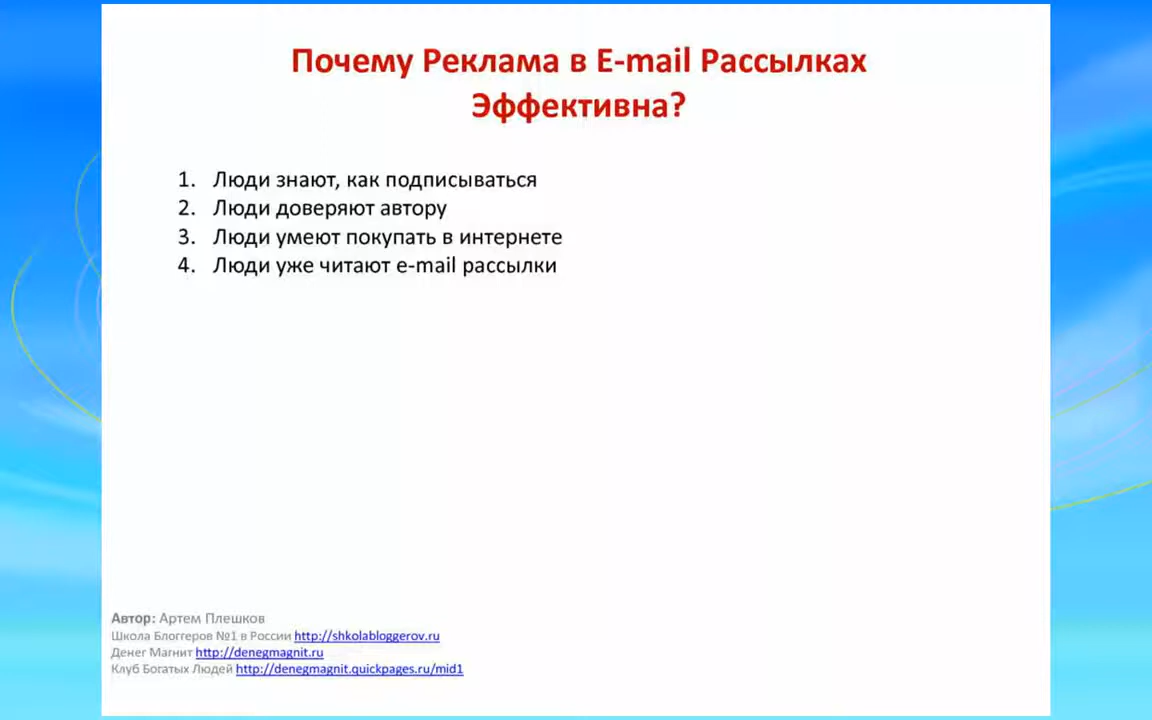 Почему Реклама в E-mail Рассылках
Эффективна?
1. Люди знают, как подписываться
2. Люди доверяют автору
3. Люди умеют покупать в интернете
4. Люди уже читают e-mail рассылки
Автор: Артем Плешков
Школа Блоггеров №1 в России http://shkolabloggerov.ru
Денег Магнит http://denegmagnit.ru
Клуб Богатых Людей http://denegmagnit.quickpages.ru/mid1